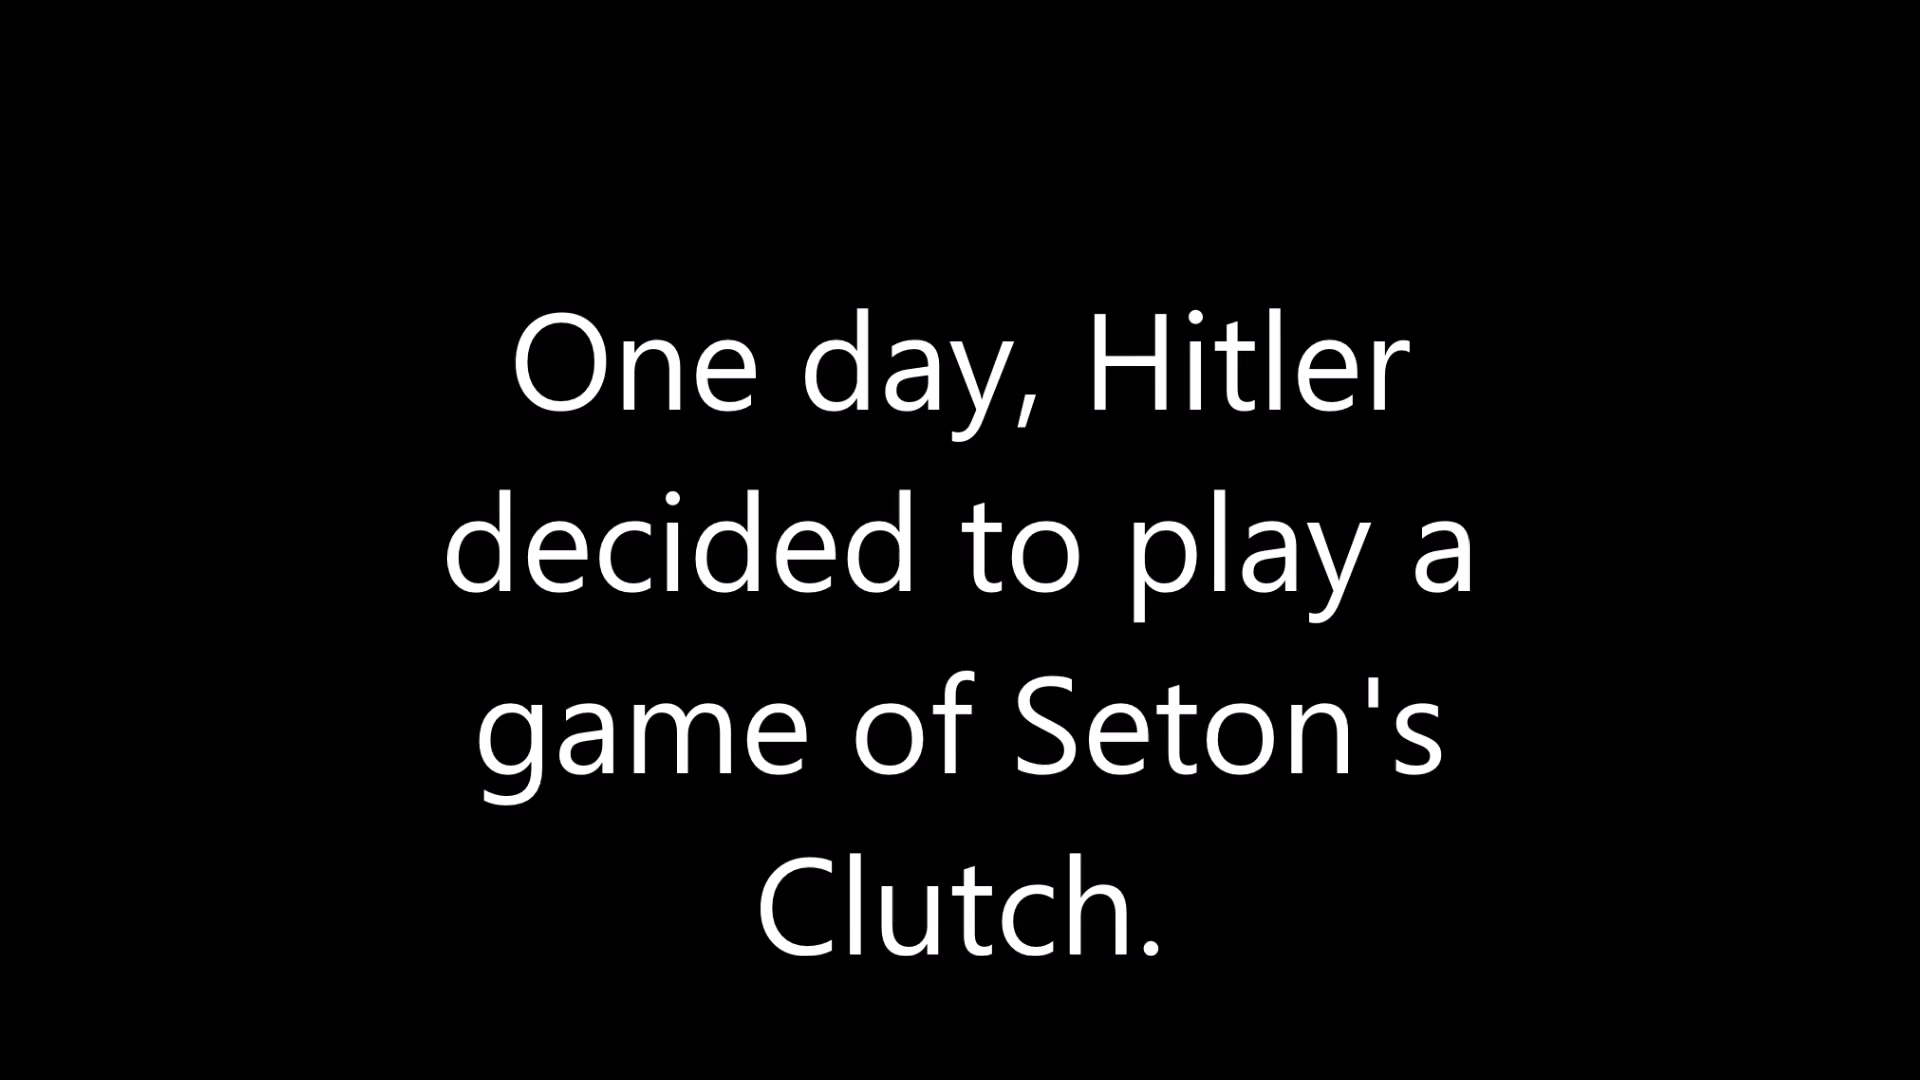 One day, Hitler
decided to play a
game of Seton's
Clutch.